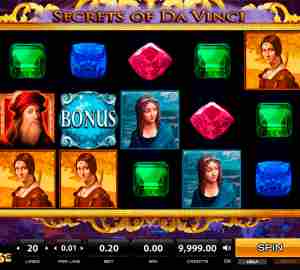 SECRETS OF DA VINCI
BONUS
20 0.01 0.20 0.00 9,999.00 SPIN
LINES PER LINE BET WIN CREDITS
HELP